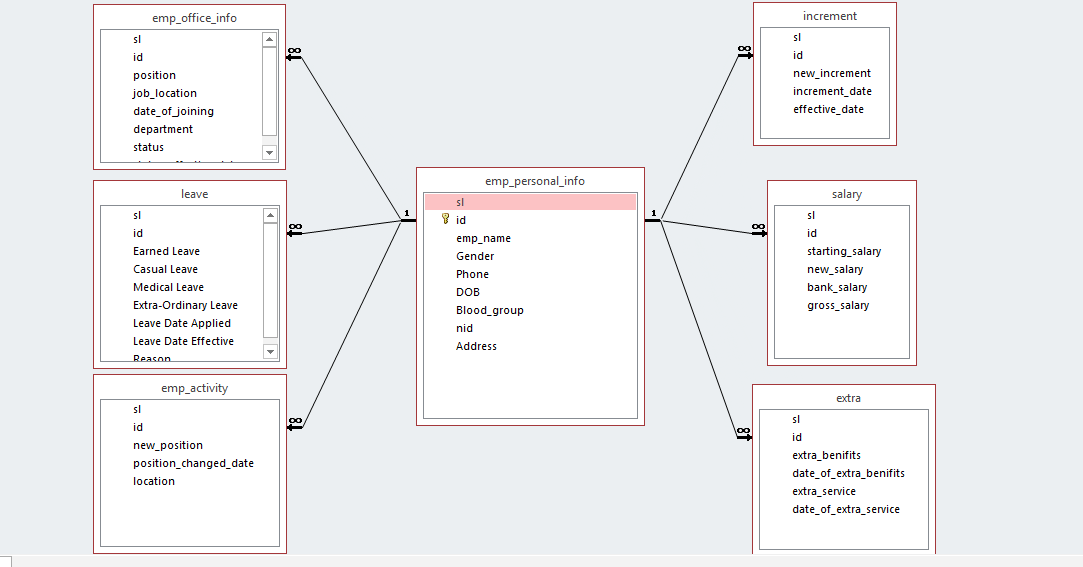 emp_office_info
sl
id
position
job_location
date_of_joining
department
status
leave
sl
id
Earned Leave
Casual Leave
Medical Leave
Extra-Ordinary Leave
Leave Date Applied
Leave Date Effective
Reason
emp_activity
sl
id
new_position
position_changed_date
location
emp_personal_info
sl
id
emp_name
Gender
Phone
DOB
Blood_group
nid
Address
increment
sl
id
new_increment
increment_date
effective_date
salary
sl
id
starting_salary
new_salary
bank_salary
gross_salary
extra
sl
id
extra_benifits
date_of_extra_benifits
extra_service
date_of_extra_service
∞
∞
∞
1
1
∞
∞
∞